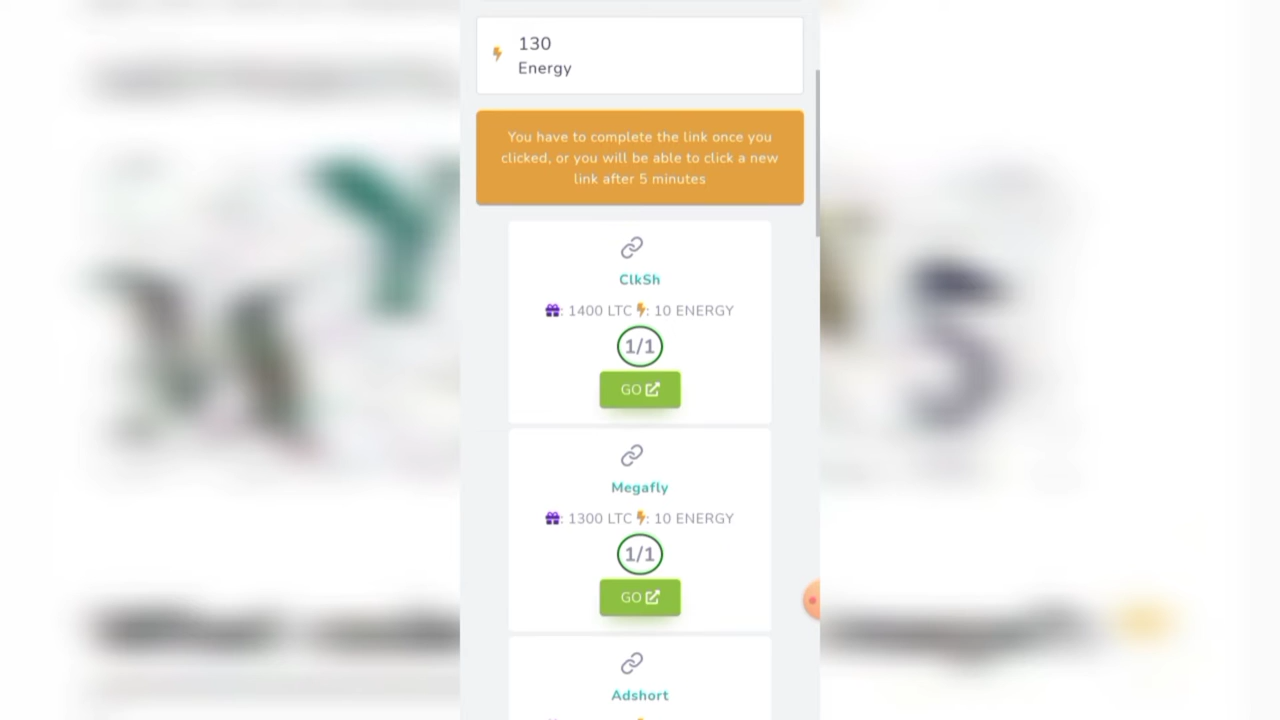 130
Energy
You have to complete the link once you
clicked, or you will be able to click a new
link after 5 minutes
ClkSh
: 1400 LTC : 10 ENERGY
1/1
GO
Megafly
: 1300 LTC : 10 ENERGY
1/1
GO
Adshort